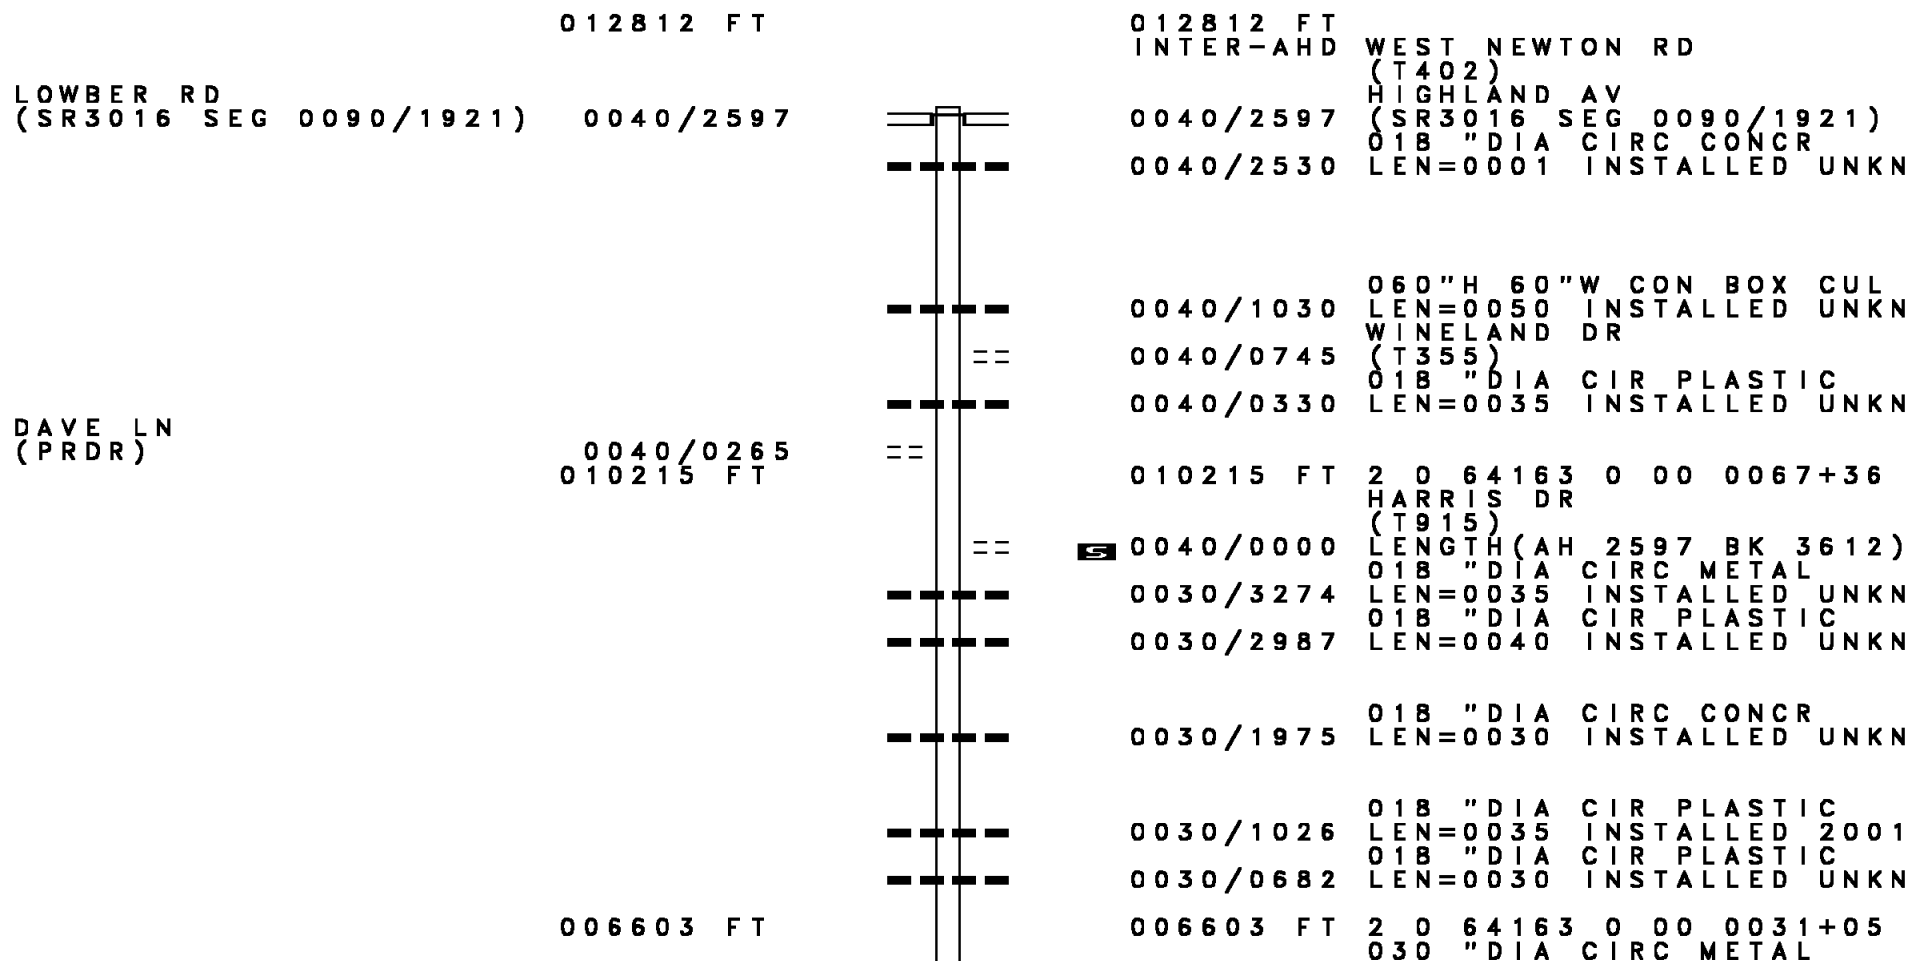 012812 FT 012812 FT
INTER-AHD WEST NEWTON RD
(T402)
LOWBER RD HIGHLAND AV
(SR3016 SEG 0090/1921) 0040/2597 0040/2597 (SR3016 SEG 0090/1921)
018 "DIA CIRC CONCR
0040/2530 LEN=0001 INSTALLED UNKN
060"H 60"W CON BOX CUL
0040/1030 LEN=0050 INSTALLED UNKN
WINELAND DR
0040/0745 (T355)
018 "DIA CIR PLASTIC
0040/0330 LEN=0035 INSTALLED UNKN
DAVE LN
(PRDR) 0040/0265
010215 FT 010215 FT 2 0 64163 0 00 0067+36
HARRIS DR
(T915)
S 0040/0000 LENGTH(AH 2597 BK 3612)
018 "DIA CIRC METAL
0030/3274 LEN=0035 INSTALLED UNKN
018 "DIA CIR PLASTIC
0030/2987 LEN=0040 INSTALLED UNKN
018 "DIA CIRC CONCR
0030/1975 LEN=0030 INSTALLED UNKN
018 "DIA CIR PLASTIC
0030/1026 LEN=0035 INSTALLED 2001
018 "DIA CIR PLASTIC
0030/0682 LEN=0030 INSTALLED UNKN
006603 FT 006603 FT 2 0 64163 0 00 0031+05
030 "DIA CIRC METAL